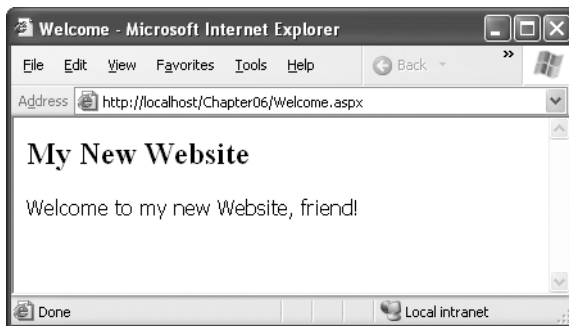 Welcome - Microsoft Internet Explorer
File Edit View Favorites Tools Help Back »
Address http://localhost/Chapter06/Welcome.aspx
My New Website
Welcome to my new Website, friend!
Done Local intranet